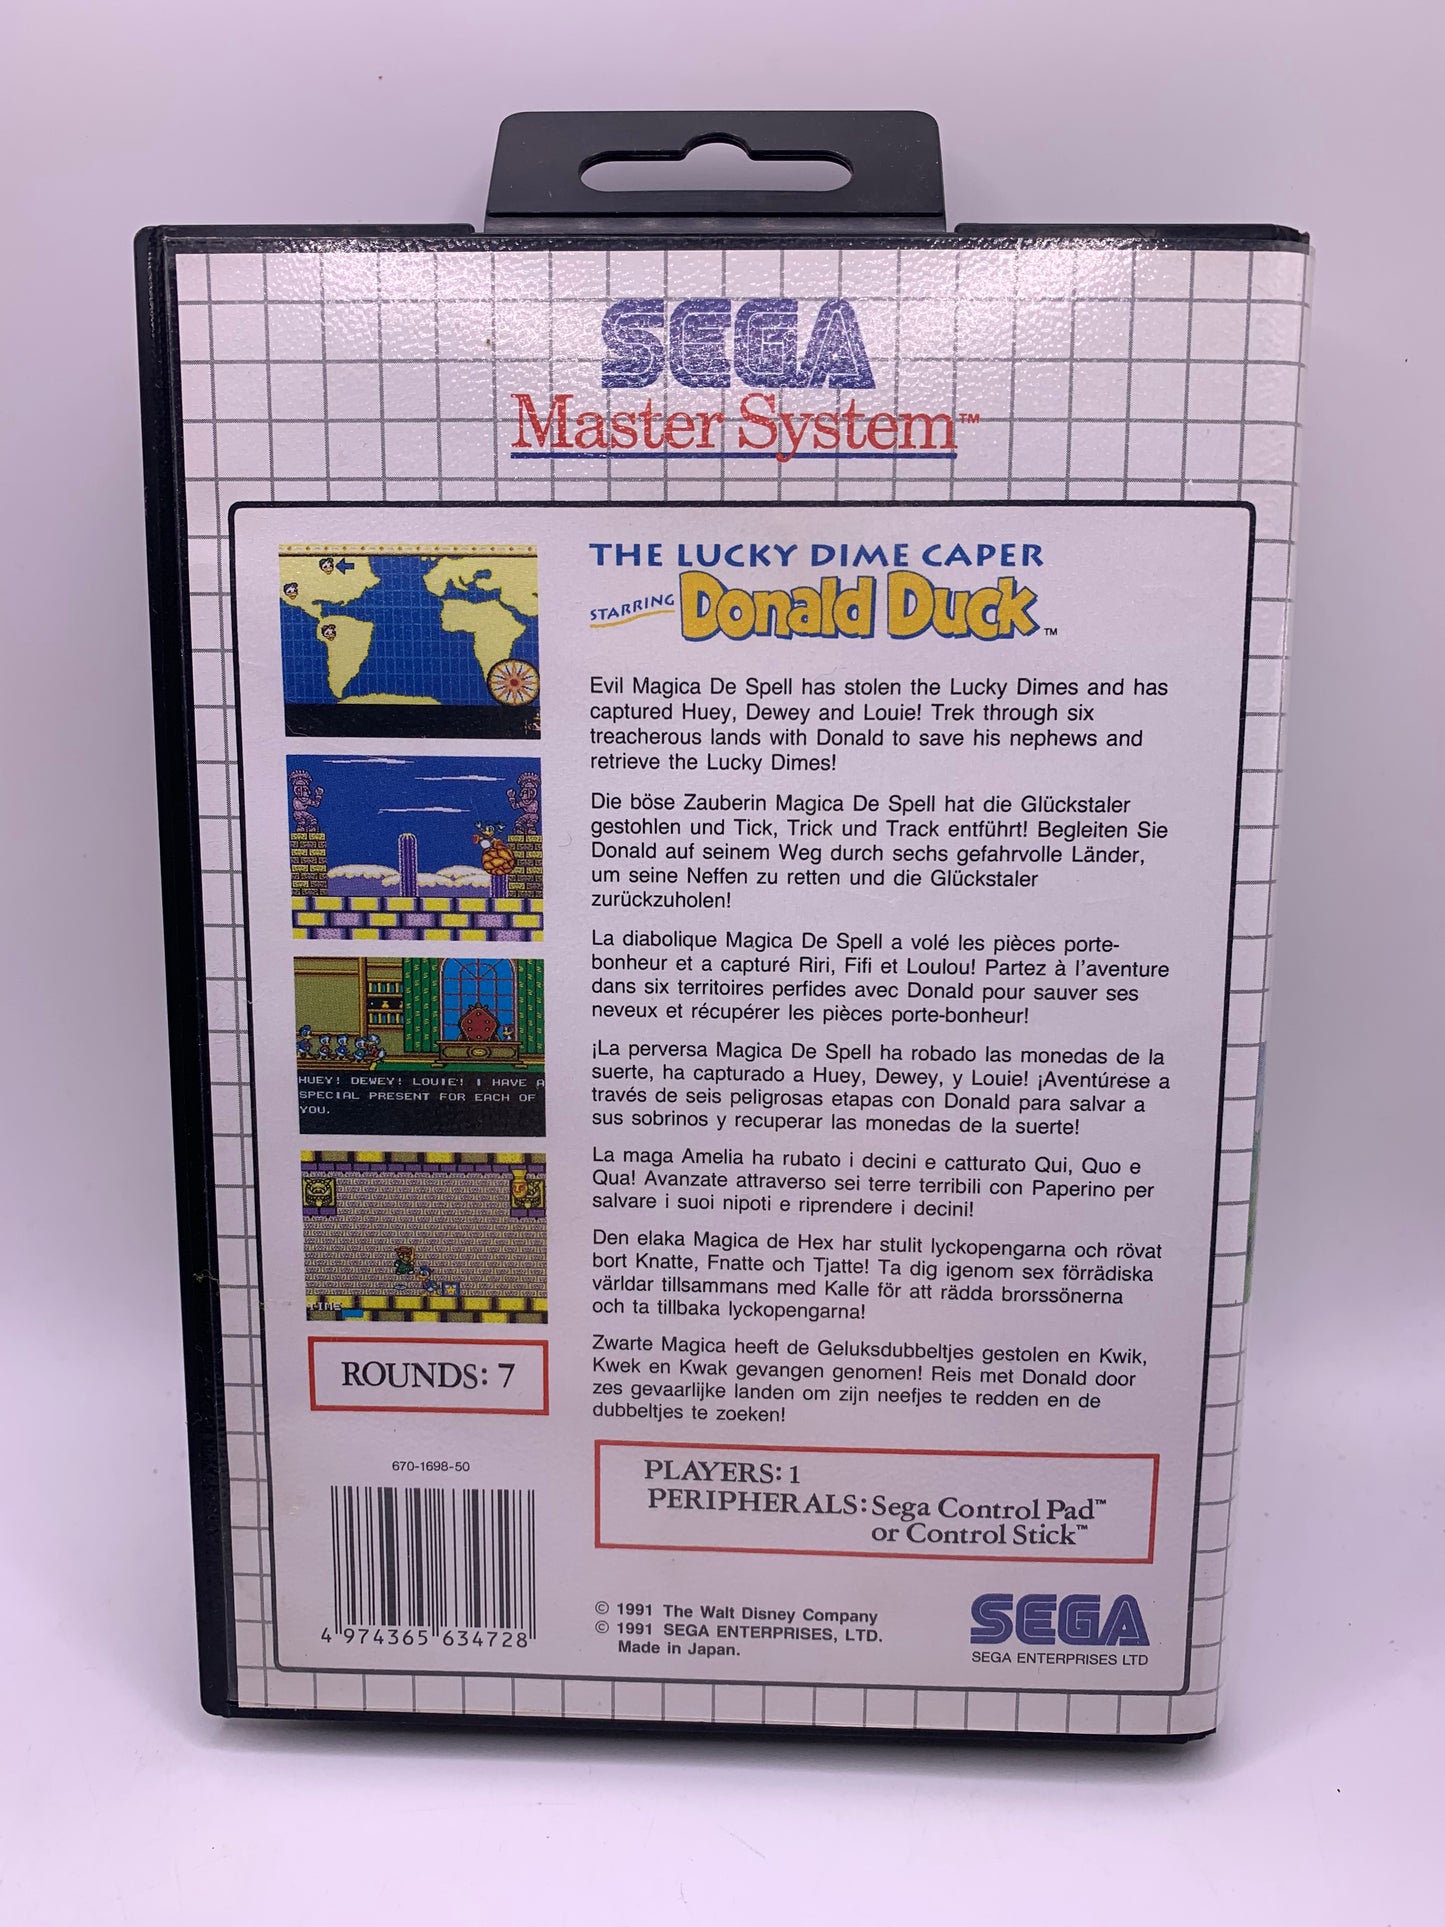 SEGA
Master System™
THE LUCKY DIME CAPER
STARRING Donald Duck™
Evil Magica De Spell has stolen the Lucky Dimes and has
captured Huey, Dewey and Louie! Trek through six
treacherous lands with Donald to save his nephews and
retrieve the Lucky Dimes!
Die böse Zauberin Magica De Spell hat die Glückstaler
gestohlen und Tick, Trick und Track entführt! Begleiten Sie
Donald auf seinem Weg durch sechs gefahrvolle Länder,
um seine Neffen zu retten und die Glückstaler
zurückzuholen!
La diabolique Magica De Spell a volé les pièces porte-
bonheur et a capturé Riri, Fifi et Loulou! Partez à l'aventure
dans six territoires perfides avec Donald pour sauver ses
neveux et récupérer les pièces porte-bonheur!
¡La perversa Magica De Spell ha robado las monedas de la
suerte, ha capturado a Huey, Dewey, y Louie! ¡Aventúrese a
través de seis peligrosas etapas con Donald para salvar a
sus sobrinos y recuperar las monedas de la suerte!
La maga Amelia ha rubato i decini e catturato Qui, Quo e
Qua! Avanzate attraverso sei terre terribili con Paperino per
salvare i suoi nipoti e riprendere i decini!
Den elaka Magica de Hex har stulit lyckopengarna och rövat
bort Knatte, Fnatte och Tjatte! Ta dig igenom sex förrädiska
världar tillsammans med Kalle för att rädda brorssönerna
och ta tillbaka lyckopengarna!
Zwarte Magica heeft de Geluksdubbeltjes gestolen en Kwik,
Kwek en Kwak gevangen genomen! Reis met Donald door
zes gevaarlijke landen om zijn neefjes te redden en de
dubbeltjes te zoeken!
HUEY! DEWEY! LOUIE! I HAVE A
SPECIAL PRESENT FOR EACH OF
YOU.
TIME
ROUNDS: 7
670-1698-50
4 974365 634728
PLAYERS: 1
PERIPHERALS: Sega Control Pad™
or Control Stick™
© 1991 The Walt Disney Company
© 1991 SEGA ENTERPRISES, LTD.
Made in Japan.
SEGA
SEGA ENTERPRISES LTD